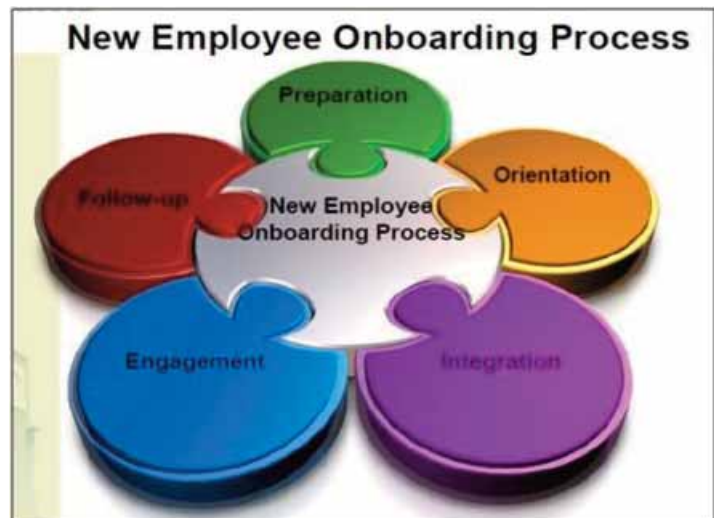 New Employee Onboarding Process
Preparation
Orientation
Follow-up
New Employee
Onboarding Process
Engagement
Integration